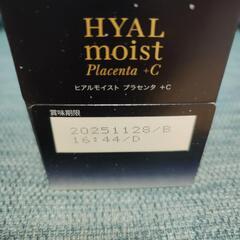 HYAL
moist
Placenta +C
ヒアルモイスト プラセンタ +C
賞味期限
20251128/B
16:44/D